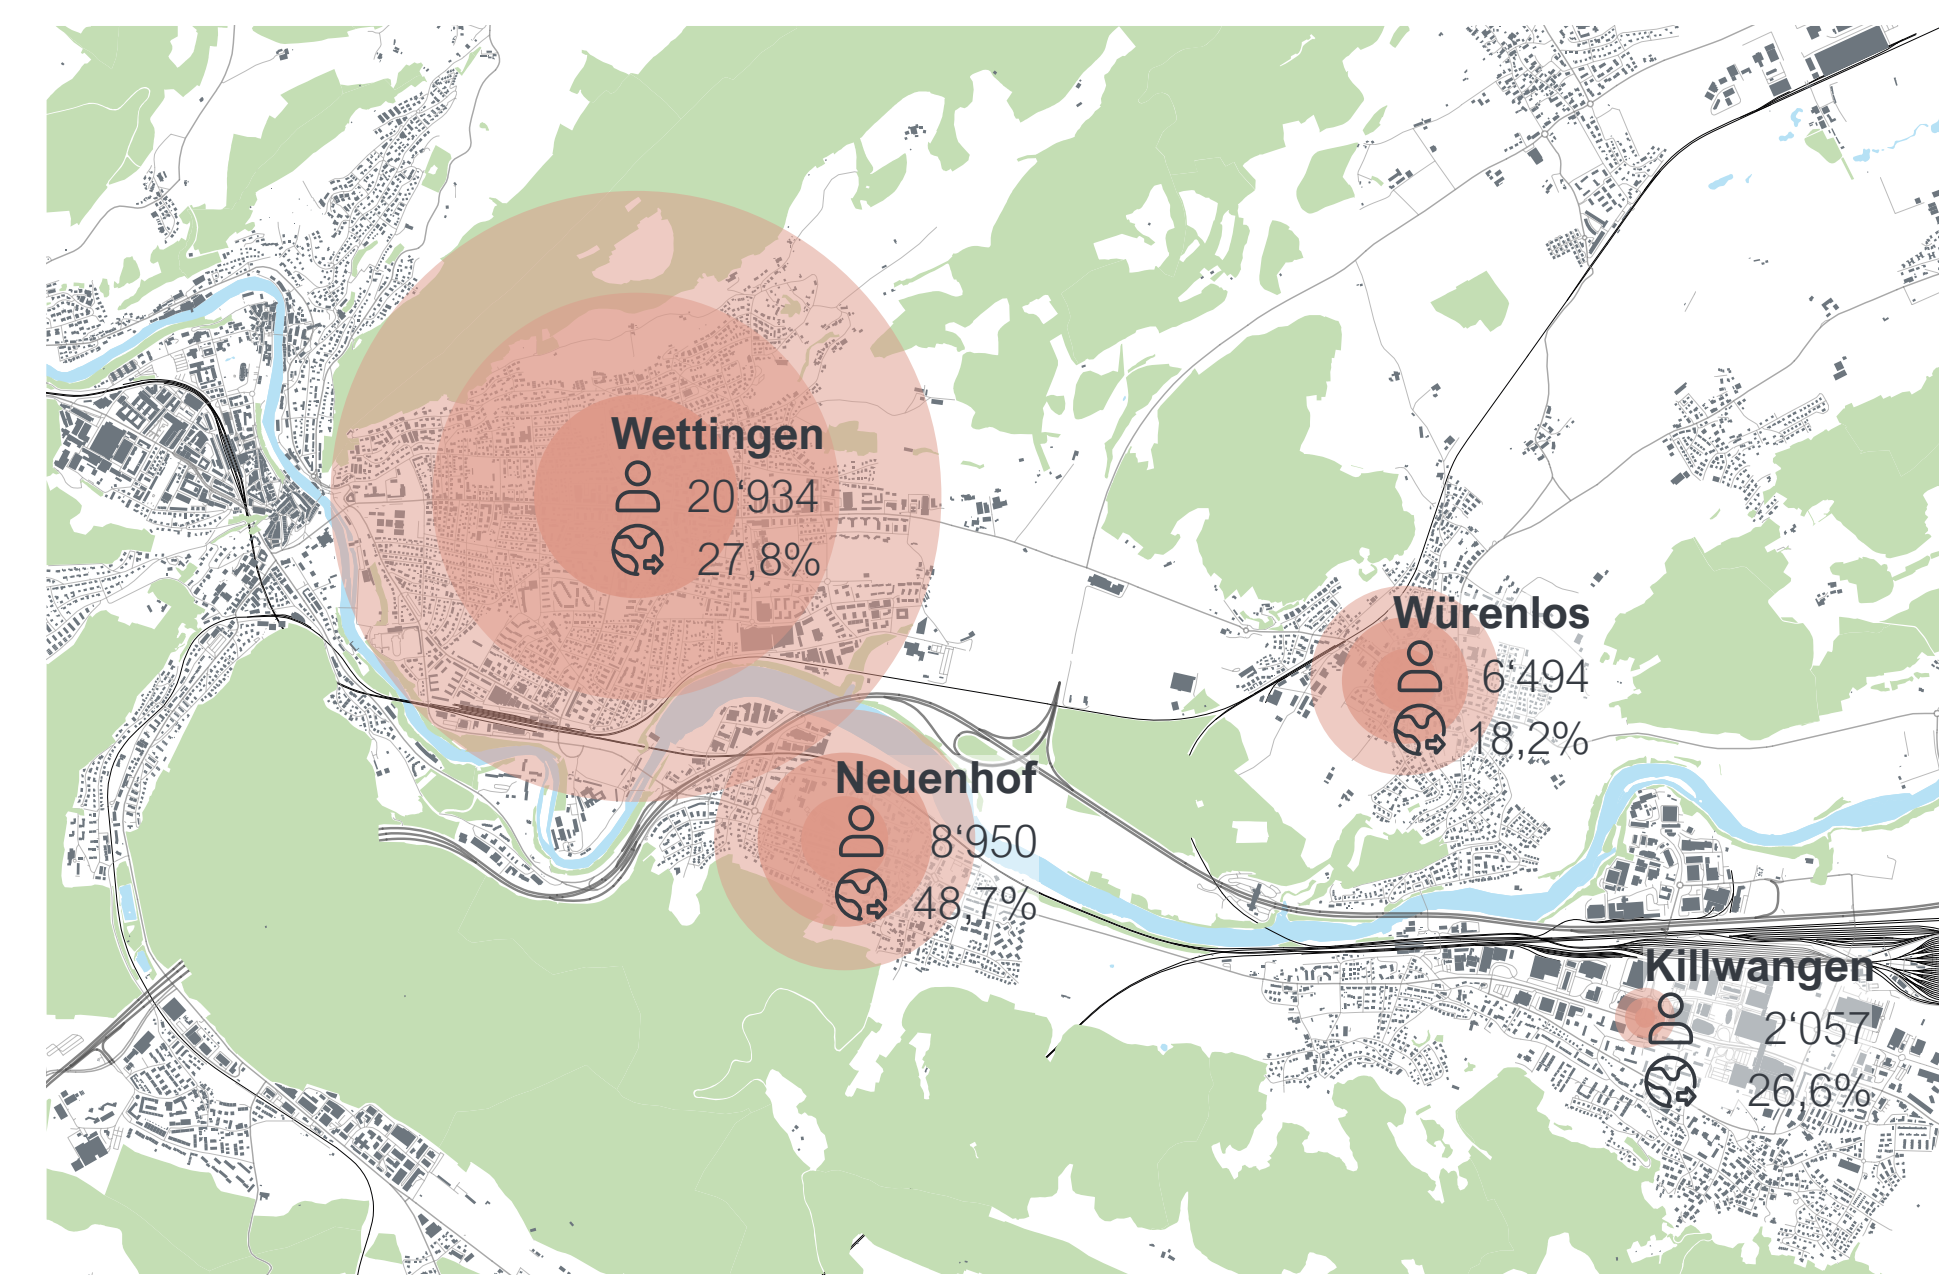 Wettingen
20‘934
27,8%
Würenlos
6‘494
18,2%
Neuenhof
8‘950
48,7%
Killwangen
2‘057
26,6%